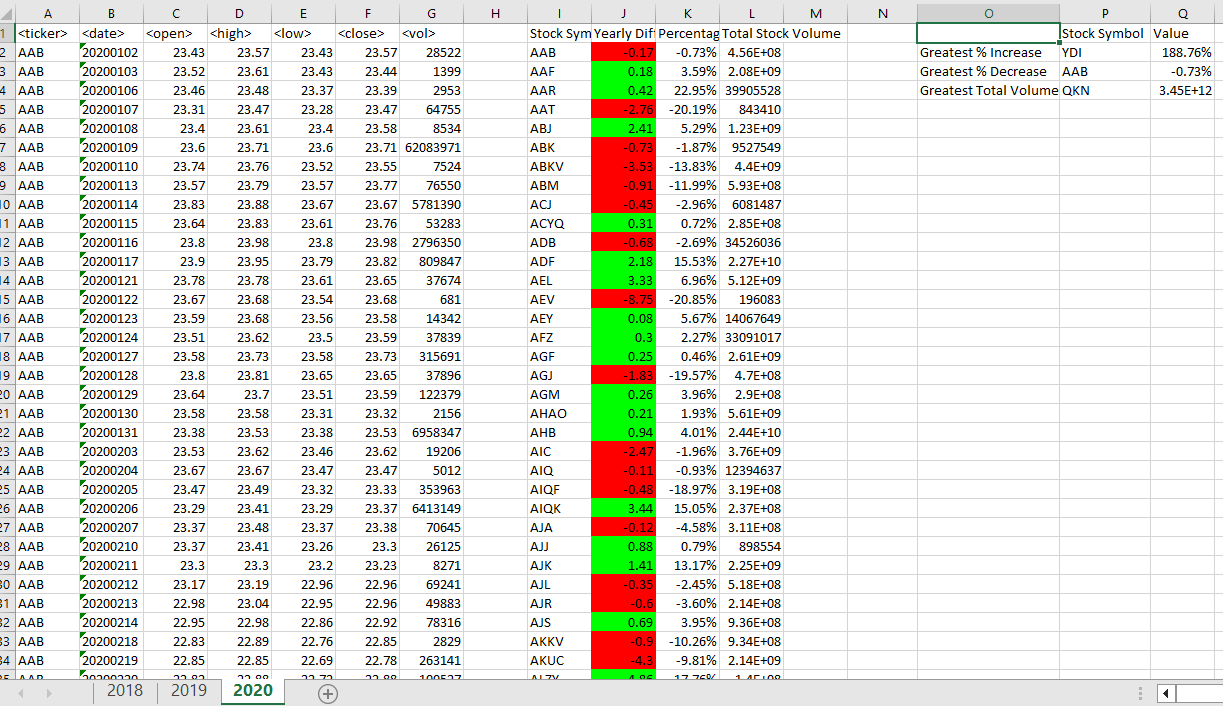 A B C D E F G H I J K L M N O P Q
1 <ticker> <date> <open> <high> <low> <close> <vol> Stock Sym Yearly Dif Percentag Total Stock Volume Stock Symbol Value
2 AAB 20200102 23.43 23.57 23.43 23.57 28522 AAB -0.17 -0.73% 4.56E+08 Greatest % Increase YDI 188.76%
3 AAB 20200103 23.52 23.61 23.43 23.44 1399 AAF 0.18 3.59% 2.08E+09 Greatest % Decrease AAB -0.73%
4 AAB 20200106 23.46 23.48 23.37 23.39 2953 AAR 0.42 22.95% 39905528 Greatest Total Volume QKN 3.45E+12
5 AAB 20200107 23.31 23.47 23.28 23.47 64755 AAT -2.76 -20.19% 843410
6 AAB 20200108 23.4 23.61 23.4 23.58 8534 ABJ 2.41 5.29% 1.23E+09
7 AAB 20200109 23.6 23.71 23.6 23.71 62083971 ABK -0.73 -1.87% 9527549
8 AAB 20200110 23.74 23.76 23.52 23.55 7524 ABKV -3.53 -13.83% 4.4E+09
9 AAB 20200113 23.57 23.79 23.57 23.77 76550 ABM -0.91 -11.99% 5.93E+08
10 AAB 20200114 23.83 23.88 23.67 23.67 5781390 ACJ -0.45 -2.96% 6081487
11 AAB 20200115 23.64 23.83 23.61 23.76 53283 ACYQ 0.31 0.72% 2.85E+08
12 AAB 20200116 23.8 23.98 23.8 23.98 2796350 ADB -0.68 -2.69% 34526036
13 AAB 20200117 23.9 23.95 23.79 23.82 809847 ADF 2.18 15.53% 2.27E+10
14 AAB 20200121 23.78 23.78 23.61 23.65 37674 AEL 3.33 6.96% 5.12E+09
15 AAB 20200122 23.67 23.68 23.54 23.68 681 AEV -8.75 -20.85% 196083
16 AAB 20200123 23.59 23.68 23.56 23.58 14342 AEY 0.08 5.67% 14067649
17 AAB 20200124 23.51 23.62 23.5 23.59 37839 AFZ 0.3 2.27% 33091017
18 AAB 20200127 23.58 23.73 23.58 23.73 315691 AGF 0.25 0.46% 2.61E+09
19 AAB 20200128 23.8 23.81 23.65 23.65 37896 AGJ -1.83 -19.57% 4.7E+08
20 AAB 20200129 23.64 23.7 23.51 23.59 122379 AGM 0.26 3.96% 2.9E+08
21 AAB 20200130 23.58 23.58 23.31 23.32 2156 AHAO 0.21 1.93% 5.61E+09
22 AAB 20200131 23.38 23.53 23.38 23.53 6958347 AHB 0.94 4.01% 2.44E+10
23 AAB 20200203 23.53 23.62 23.46 23.62 19206 AIC -2.47 -1.96% 3.76E+09
24 AAB 20200204 23.67 23.67 23.47 23.47 5012 AIQ -0.11 -0.93% 12394637
25 AAB 20200205 23.47 23.49 23.32 23.33 353963 AIQF -0.48 -18.97% 3.19E+08
26 AAB 20200206 23.29 23.41 23.29 23.37 6413149 AIQK 3.44 15.05% 2.37E+08
27 AAB 20200207 23.37 23.48 23.37 23.38 70645 AJA -0.12 -4.58% 3.11E+08
28 AAB 20200210 23.37 23.41 23.26 23.3 26125 AJJ 0.88 0.79% 898554
29 AAB 20200211 23.3 23.3 23.2 23.23 8271 AJK 1.41 13.17% 2.25E+09
30 AAB 20200212 23.17 23.19 22.96 22.96 69241 AJL -0.35 -2.45% 5.18E+08
31 AAB 20200213 22.98 23.04 22.95 22.96 49883 AJR -0.6 -3.60% 2.14E+08
32 AAB 20200214 22.95 22.98 22.86 22.92 78316 AJS 0.69 3.95% 9.36E+08
33 AAB 20200218 22.83 22.89 22.76 22.85 2829 AKKV -0.9 -10.26% 9.34E+08
34 AAB 20200219 22.85 22.85 22.69 22.78 263141 AKUC -4.3 -9.81% 2.14E+09
2018 2019 2020